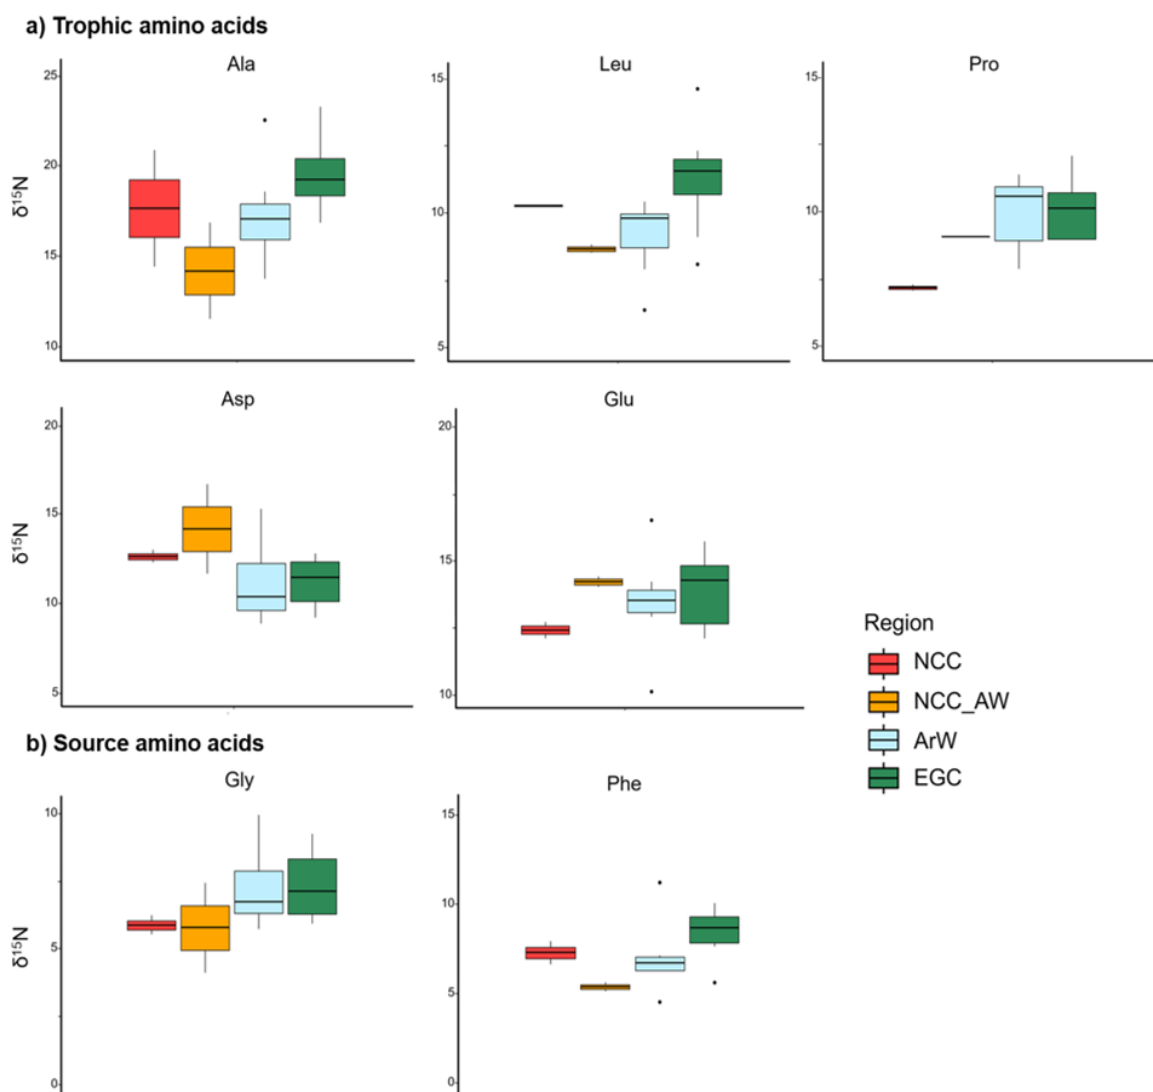 a) Trophic amino acids
Ala
Leu
Pro
25
20
15
10
δ15N
15
10
5
15
10
5
Asp
Glu
20
15
10
5
δ15N
20
15
10
b) Source amino acids
Gly
Phe
10
5
0
δ15N
15
10
5
0
Region
NCC
NCC_AW
ArW
EGC